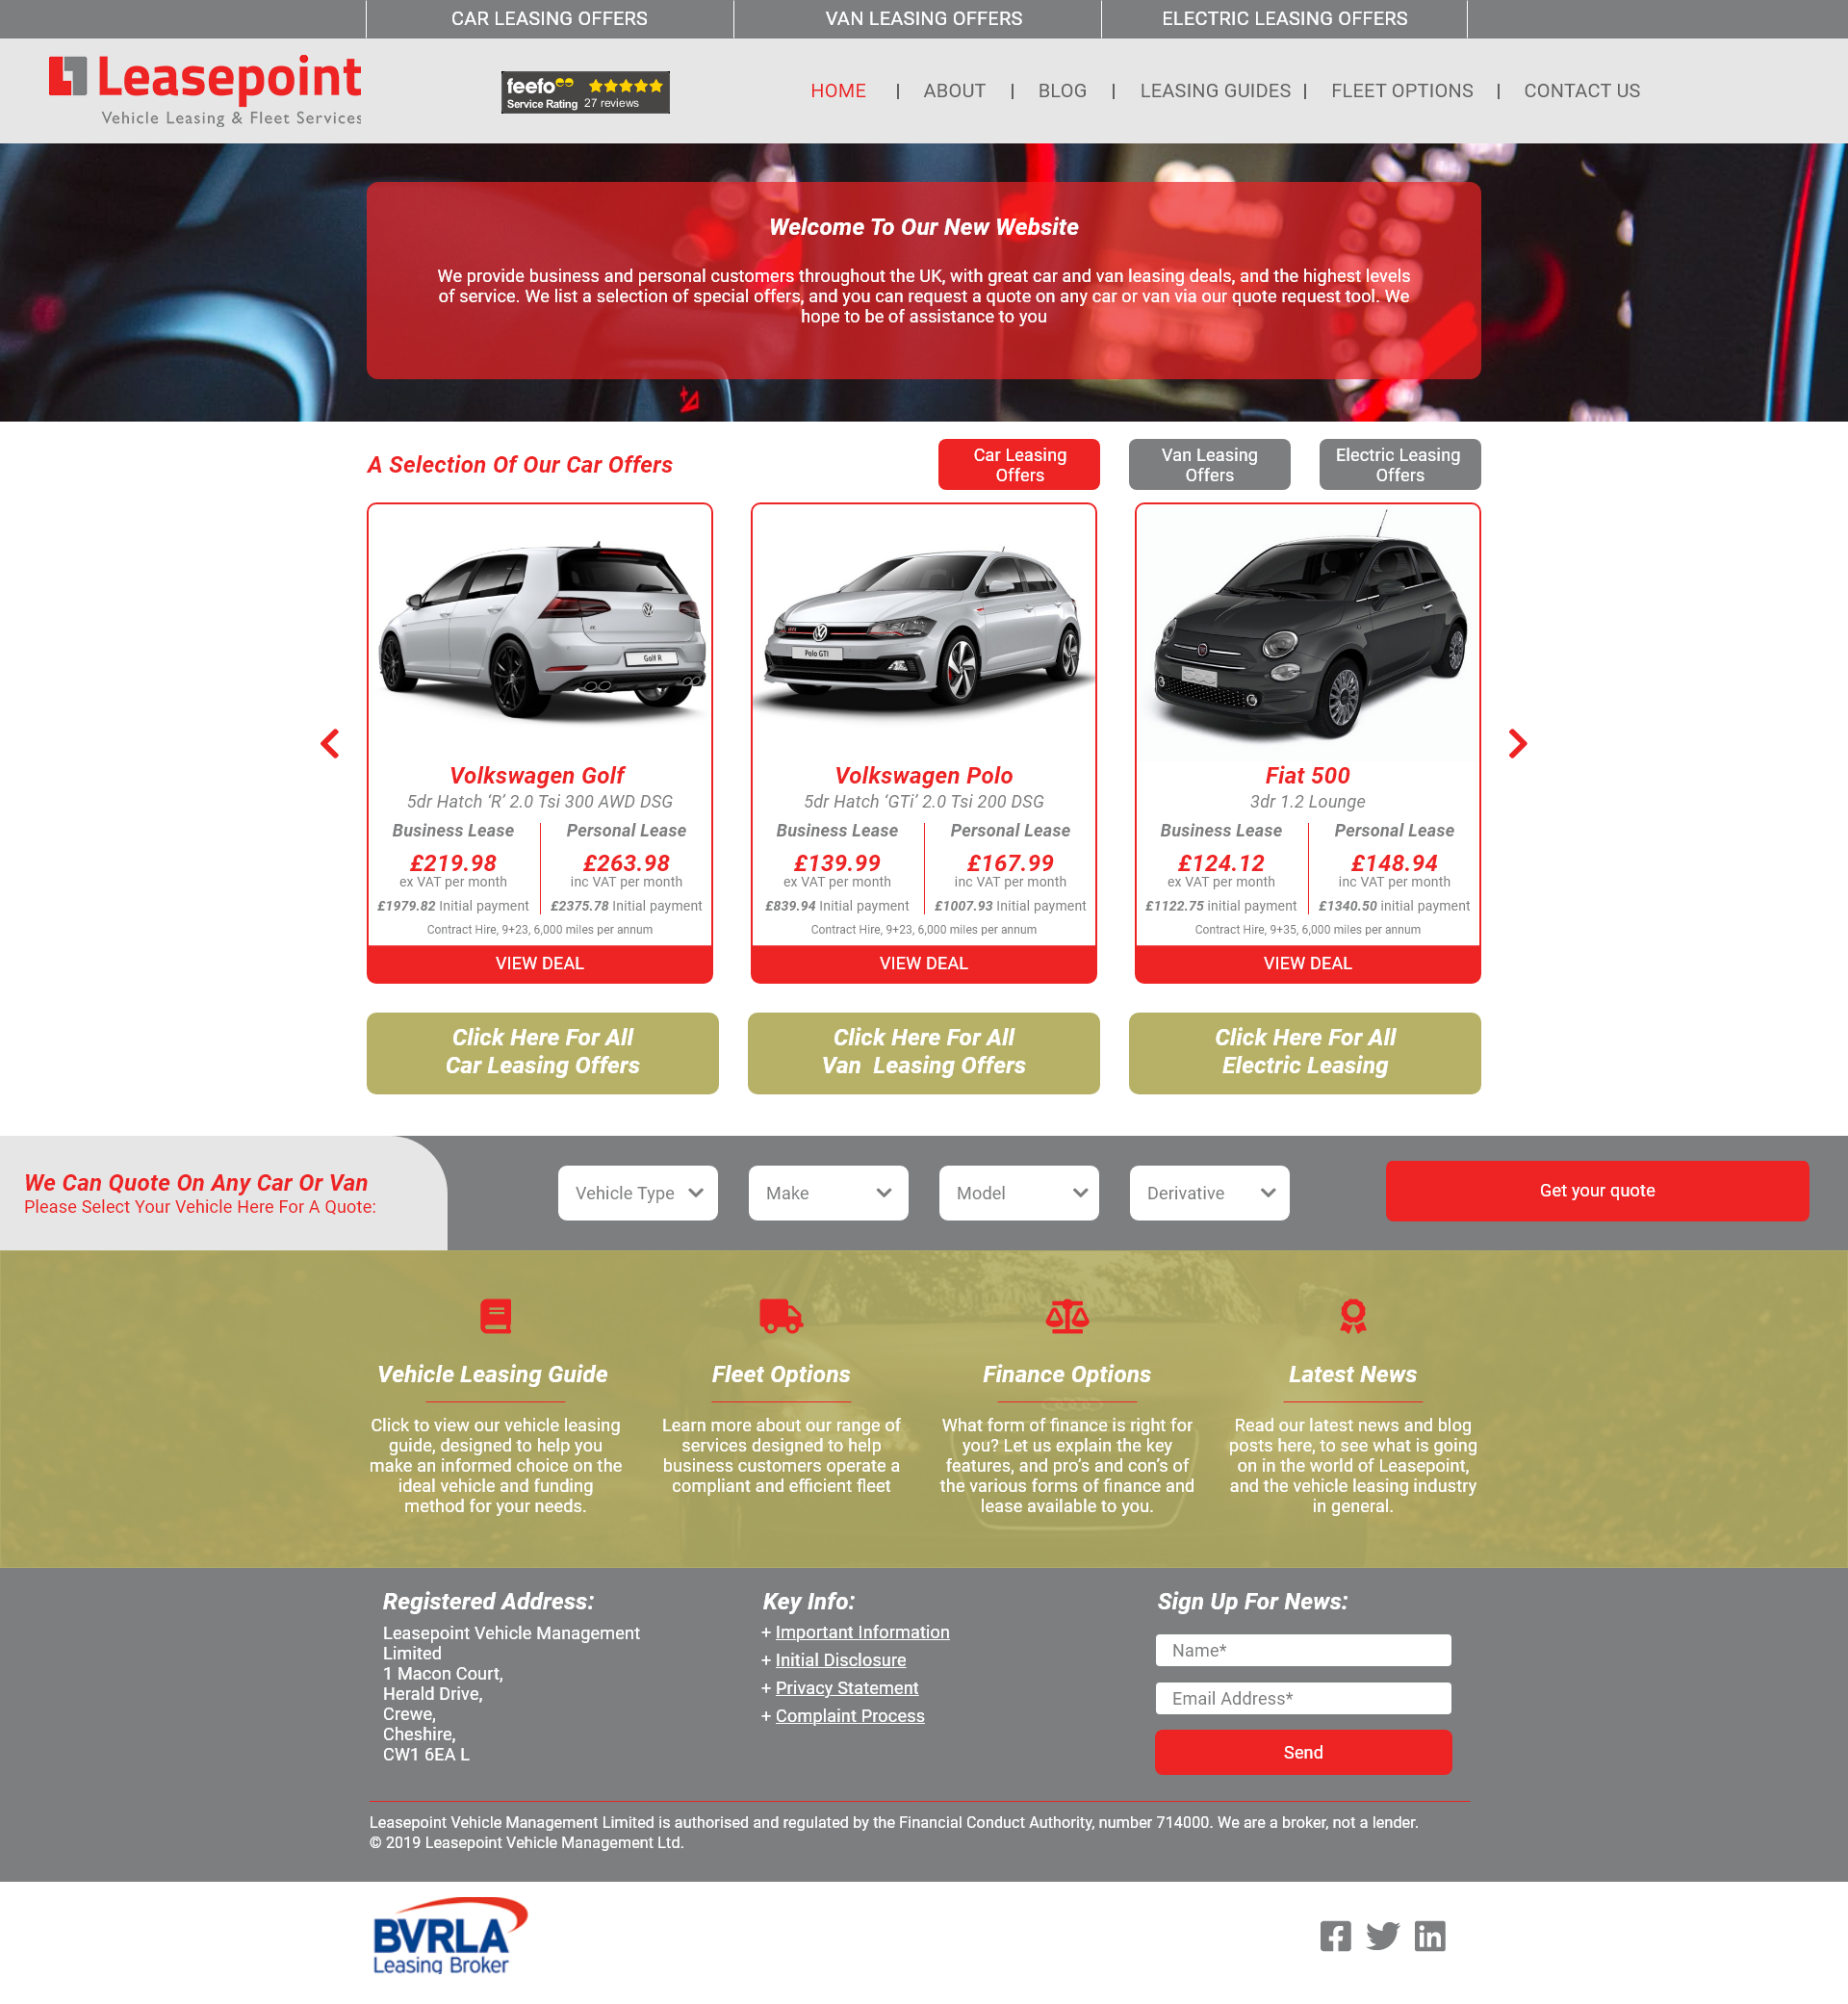 CAR LEASING OFFERS
VAN LEASING OFFERS
ELECTRIC LEASING OFFERS
Leasepoint
Vehicle Leasing & Fleet Services
feefo
Service Rating 27 reviews
HOME | ABOUT | BLOG | LEASING GUIDES | FLEET OPTIONS | CONTACT US
Welcome To Our New Website
We provide business and personal customers throughout the UK, with great car and van leasing deals, and the highest levels
of service. We list a selection of special offers, and you can request a quote on any car or van via our quote request tool. We
hope to be of assistance to you
A Selection Of Our Car Offers
Car Leasing
Offers
Van Leasing
Offers
Electric Leasing
Offers
Golf R
Volkswagen Golf
5dr Hatch ‘R’ 2.0 Tsi 300 AWD DSG
Business Lease
£219.98
ex VAT per month
£1979.82 Initial payment
Personal Lease
£263.98
inc VAT per month
£2375.78 Initial payment
Contract Hire, 9+23, 6,000 miles per annum
VIEW DEAL
Polo GTI
Volkswagen Polo
5dr Hatch ‘GTi’ 2.0 Tsi 200 DSG
Business Lease
£139.99
ex VAT per month
£839.94 Initial payment
Personal Lease
£167.99
inc VAT per month
£1007.93 Initial payment
Contract Hire, 9+23, 6,000 miles per annum
VIEW DEAL
Fiat 500
3dr 1.2 Lounge
Business Lease
£124.12
ex VAT per month
£1122.75 initial payment
Personal Lease
£148.94
inc VAT per month
£1340.50 initial payment
Contract Hire, 9+35, 6,000 miles per annum
VIEW DEAL
Click Here For All
Car Leasing Offers
Click Here For All
Van Leasing Offers
Click Here For All
Electric Leasing
We Can Quote On Any Car Or Van
Please Select Your Vehicle Here For A Quote:
Vehicle Type
Make
Model
Derivative
Get your quote
Vehicle Leasing Guide
Click to view our vehicle leasing
guide, designed to help you
make an informed choice on the
ideal vehicle and funding
method for your needs.
Fleet Options
Learn more about our range of
services designed to help
business customers operate a
compliant and efficient fleet
Finance Options
What form of finance is right for
you? Let us explain the key
features, and pro’s and con’s of
the various forms of finance and
lease available to you.
Latest News
Read our latest news and blog
posts here, to see what is going
on in the world of Leasepoint,
and the vehicle leasing industry
in general.
Registered Address:
Leasepoint Vehicle Management
Limited
1 Macon Court,
Herald Drive,
Crewe,
Cheshire,
CW1 6EA L
Key Info:
+ Important Information
+ Initial Disclosure
+ Privacy Statement
+ Complaint Process
Sign Up For News:
Name*
Email Address*
Send
Leasepoint Vehicle Management Limited is authorised and regulated by the Financial Conduct Authority, number 714000. We are a broker, not a lender.
© 2019 Leasepoint Vehicle Management Ltd.
BVRLA
Leasing Broker